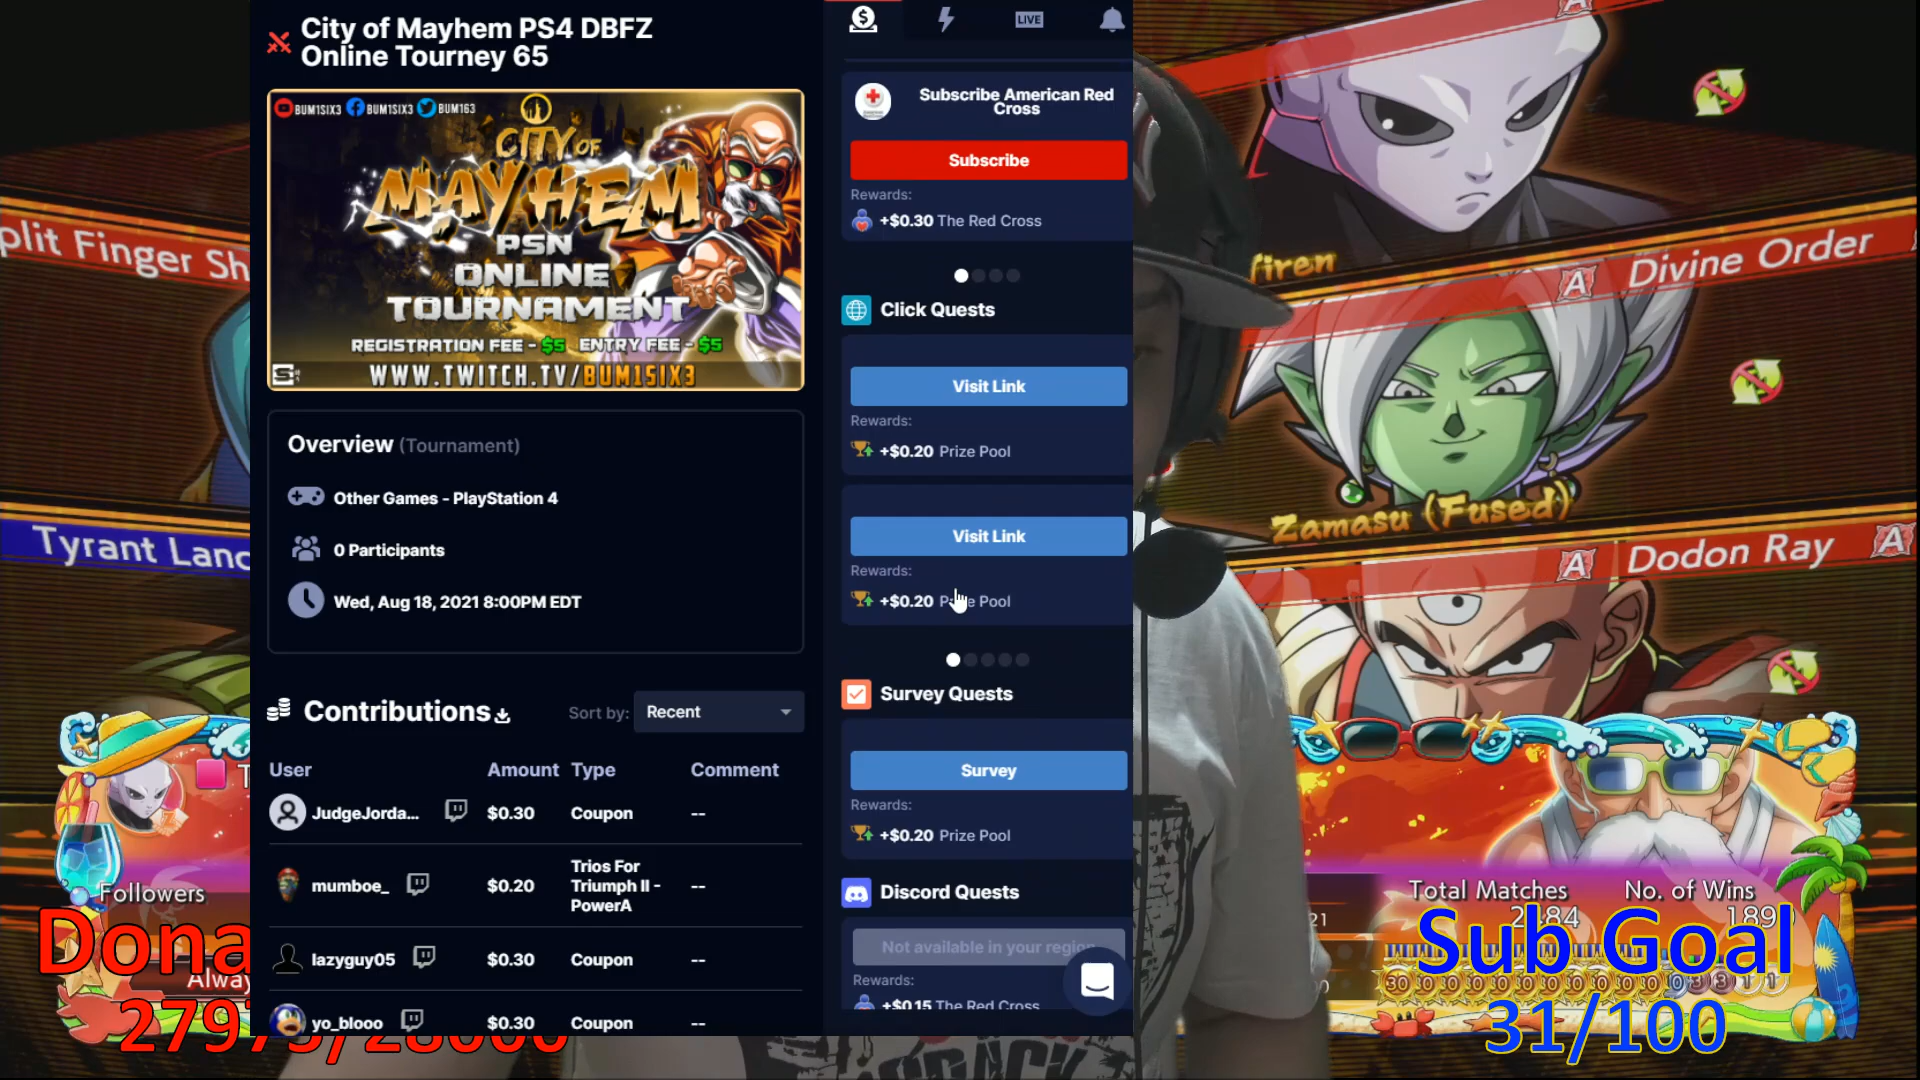 City of Mayhem PS4 DBFZ
Online Tourney 65
BUM1SIX3 BUM1SIX3 BUM163
CITY OF
MAYHEM
PSN
ONLINE
TOURNAMENT
REGISTRATION FEE - $5 ENTRY FEE - $5
WWW.TWITCH.TV/BUM1SIX3
Overview (Tournament)
Other Games - PlayStation 4
0 Participants
Wed, Aug 18, 2021 8:00PM EDT
Contributions
Sort by: Recent
User Amount Type Comment
JudgeJorda... $0.30 Coupon --
mumboe_ $0.20 Trios For
Triumph II -
PowerA --
lazyguy05 $0.30 Coupon --
yo_blooo $0.30 Coupon --
LIVE
Subscribe American Red
Cross
Subscribe
Rewards:
+$0.30 The Red Cross
Click Quests
Visit Link
Rewards:
+$0.20 Prize Pool
Visit Link
Rewards:
+$0.20
Pool
Survey Quests
Survey
Rewards:
+$0.20 Prize Pool
Discord Quests
Not available in your region
Rewards:
+$0.15 The Red Cross
plit Finger Sh
Tyrant Lanc
Followers
Dona
Alway
firen
A Divine Order
Zamasu (Fused)
A Dodon Ray A
Total Matches No. of Wins
2484 1890
Sub Goal
31/100